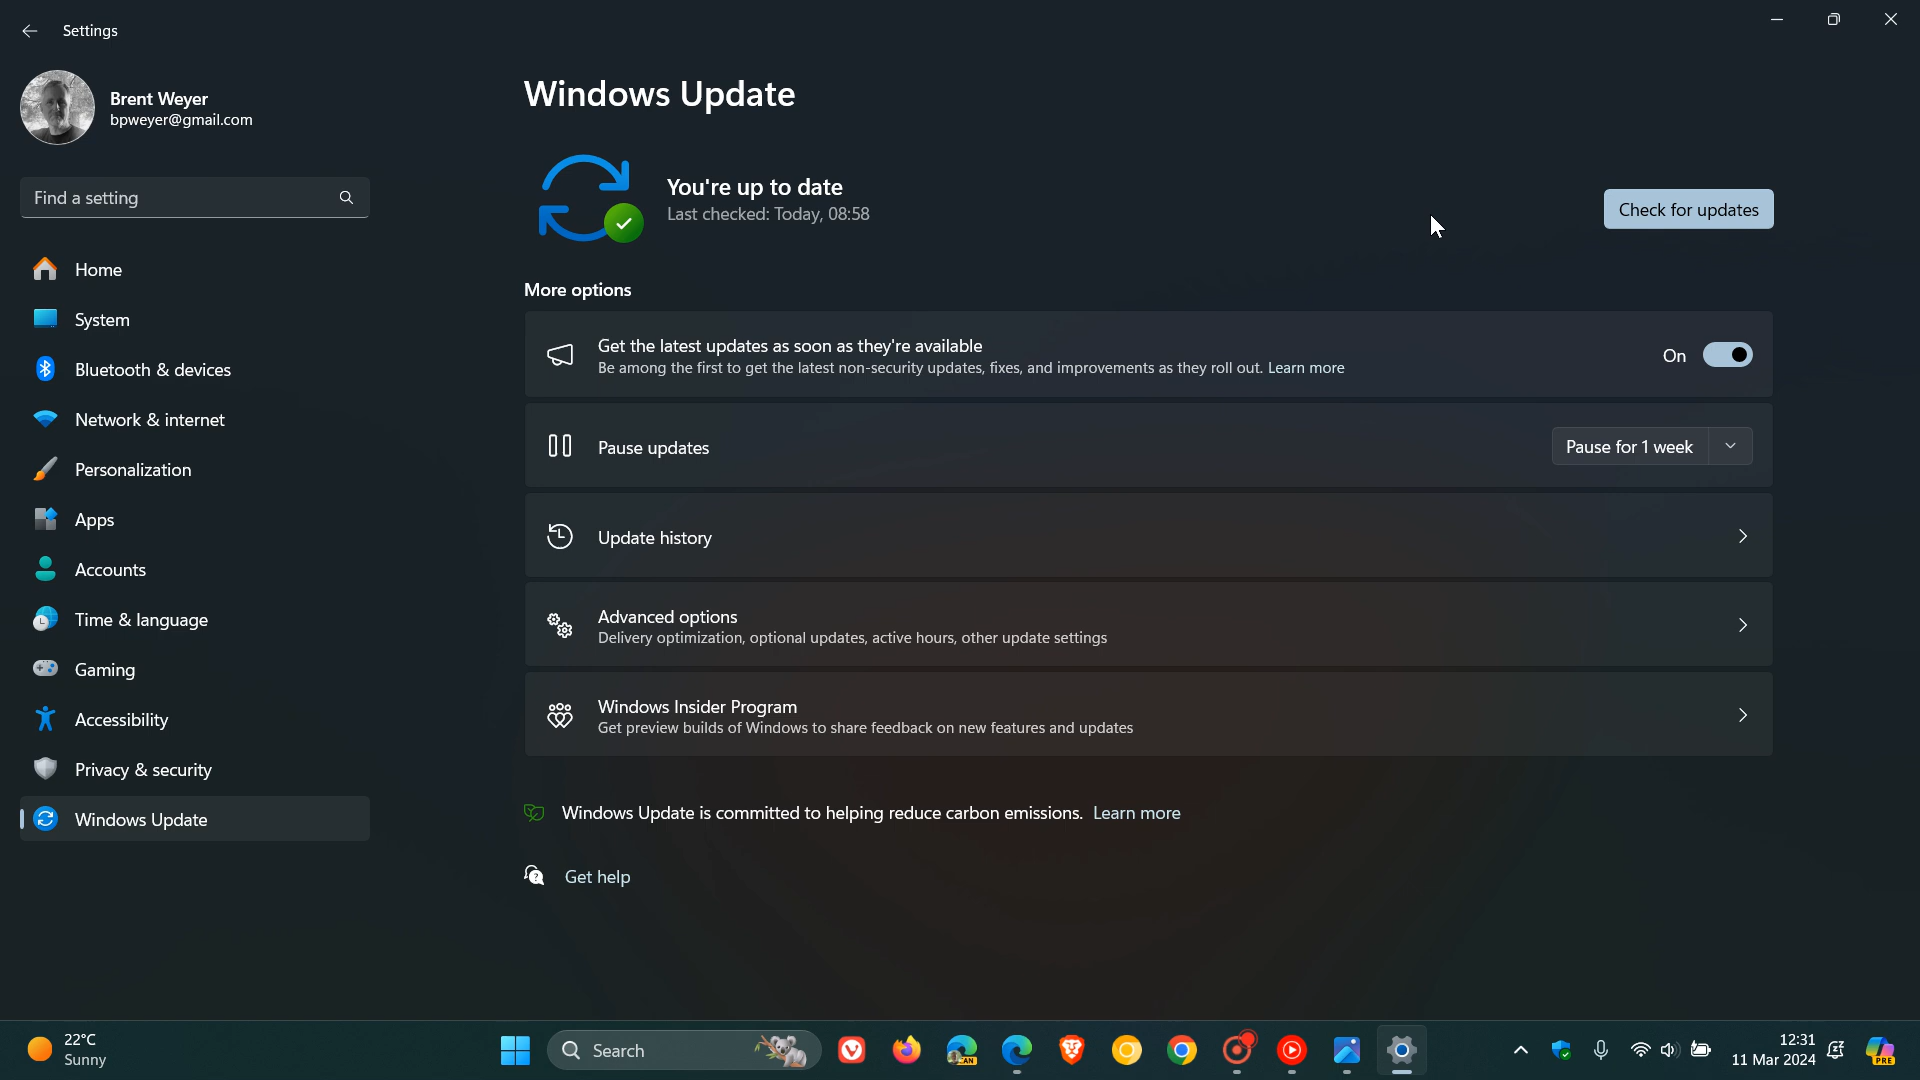 Settings
Brent Weyer
bpweyer@gmail.com
Find a setting
Home
System
Bluetooth & devices
Network & internet
Personalization
Apps
Accounts
Time & language
Gaming
Accessibility
Privacy & security
Windows Update
Windows Update
You're up to date
Last checked: Today, 08:58
Check for updates
More options
Get the latest updates as soon as they're available
Be among the first to get the latest non-security updates, fixes, and improvements as they roll out. Learn more
On
Pause updates
Pause for 1 week
Update history
Advanced options
Delivery optimization, optional updates, active hours, other update settings
Windows Insider Program
Get preview builds of Windows to share feedback on new features and updates
Windows Update is committed to helping reduce carbon emissions. Learn more
Get help
22°C
Sunny
Search
CAN
12:31
11 Mar 2024
PRE